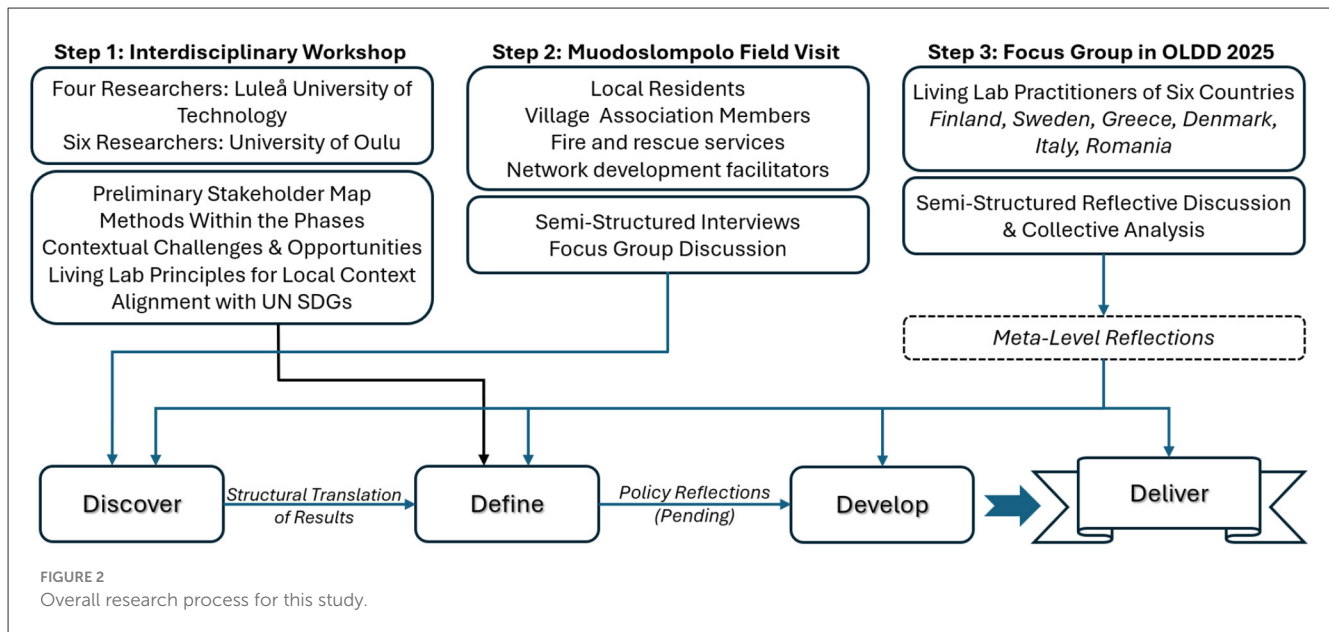 Step 1: Interdisciplinary Workshop
Four Researchers: Luleå University of
Technology
Six Researchers: University of Oulu
Preliminary Stakeholder Map
Methods Within the Phases
Contextual Challenges & Opportunities
Living Lab Principles for Local Context
Alignment with UN SDGs
Step 2: Muodoslompolo Field Visit
Local Residents
Village Association Members
Fire and rescue services
Network development facilitators
Semi-Structured Interviews
Focus Group Discussion
Step 3: Focus Group in OLDD 2025
Living Lab Practitioners of Six Countries
Finland, Sweden, Greece, Denmark,
Italy, Romania
Semi-Structured Reflective Discussion
& Collective Analysis
Meta-Level Reflections
Discover
Structural Translation
of Results
Define
Policy Reflections
(Pending)
Develop
Deliver
FIGURE 2
Overall research process for this study.